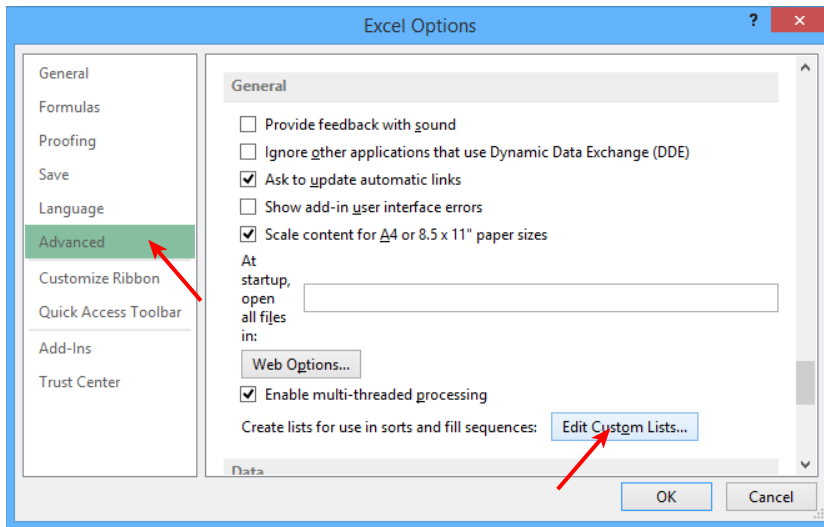 Excel Options
?
General
Formulas
Proofing
Save
Language
Advanced
Customize Ribbon
Quick Access Toolbar
Add-Ins
Trust Center
General
Provide feedback with sound
Ignore other applications that use Dynamic Data Exchange (DDE)
Ask to update automatic links
Show add-in user interface errors
Scale content for A4 or 8.5 x 11" paper sizes
At
startup,
open
all files
in:
Web Options...
Enable multi-threaded processing
Create lists for use in sorts and fill sequences:
Edit Custom Lists...
Data
OK
Cancel